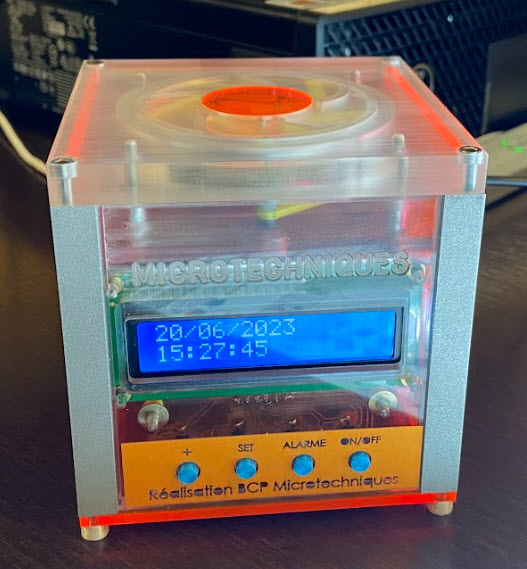 MICROTECHNIQUES
20/06/2023
15:27:45
+ SET ALARME ON/OFF
Réalisation BCP Microtechniques